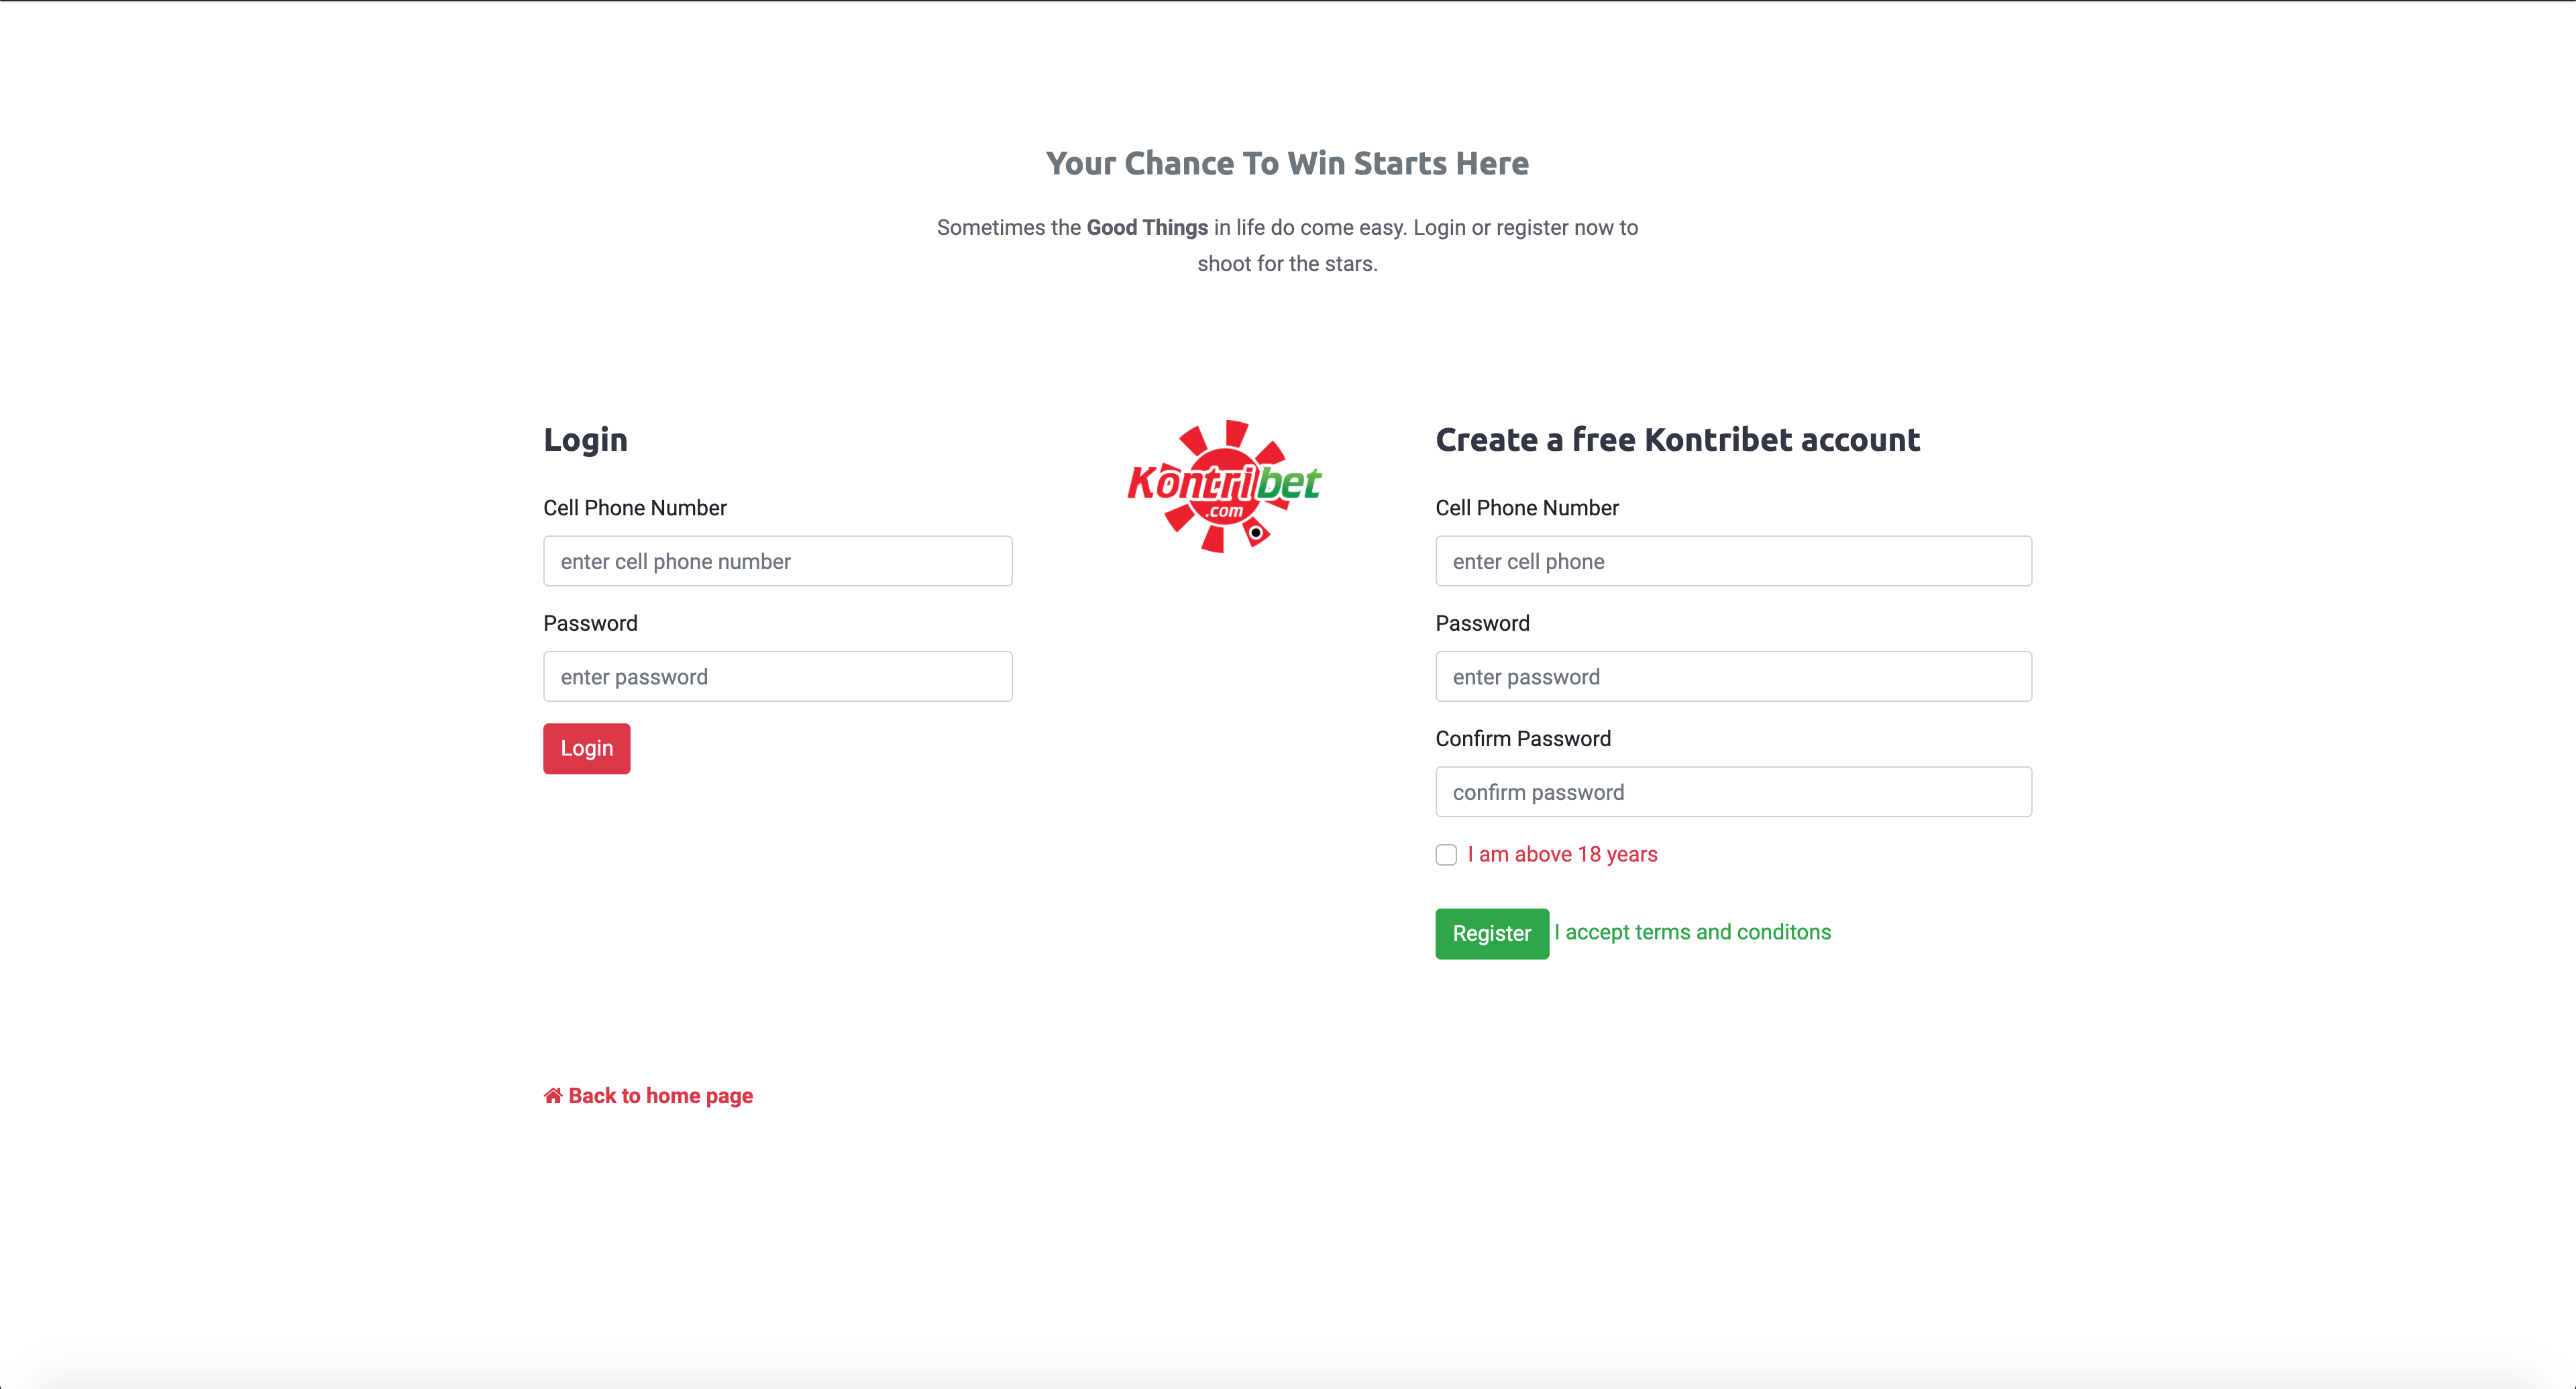 Your Chance To Win Starts Here
Sometimes the Good Things in life do come easy. Login or register now to
shoot for the stars.
Login
Cell Phone Number
enter cell phone number
Password
enter password
Login
Kontribet
.com
Create a free Kontribet account
Cell Phone Number
enter cell phone
Password
enter password
Confirm Password
confirm password
I am above 18 years
Register I accept terms and conditons
Back to home page